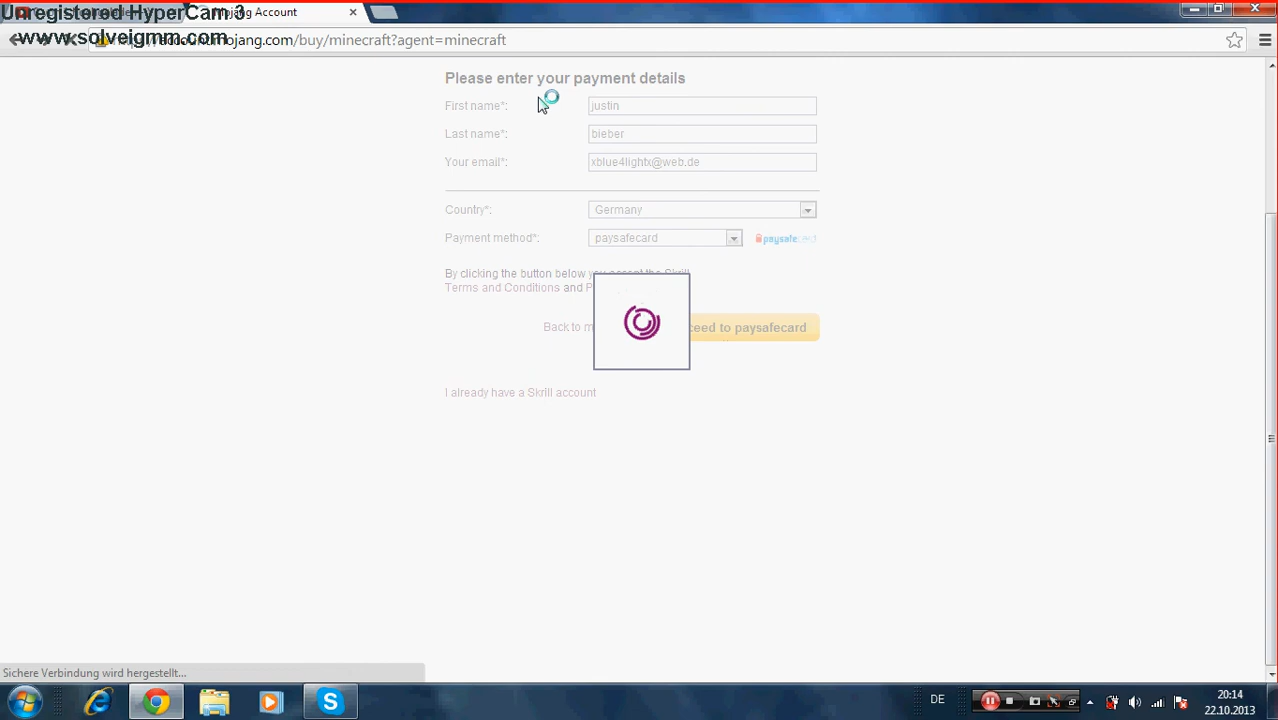 Unregistered HyperCam 3
Mojang Account
www.solveigmm.com
mojang.com/buy/minecraft?agent=minecraft
Please enter your payment details
First name*: justin
Last name*: bieber
Your email*: xblue4lightx@web.de
Country*: Germany
Payment method*: paysafecard paysafecard
By clicking the button below you accept the Skrill
Terms and Conditions and P
Back to m ceed to paysafecard
I already have a Skrill account
Sichere Verbindung wird hergestellt...
DE
20:14
22.10.2013